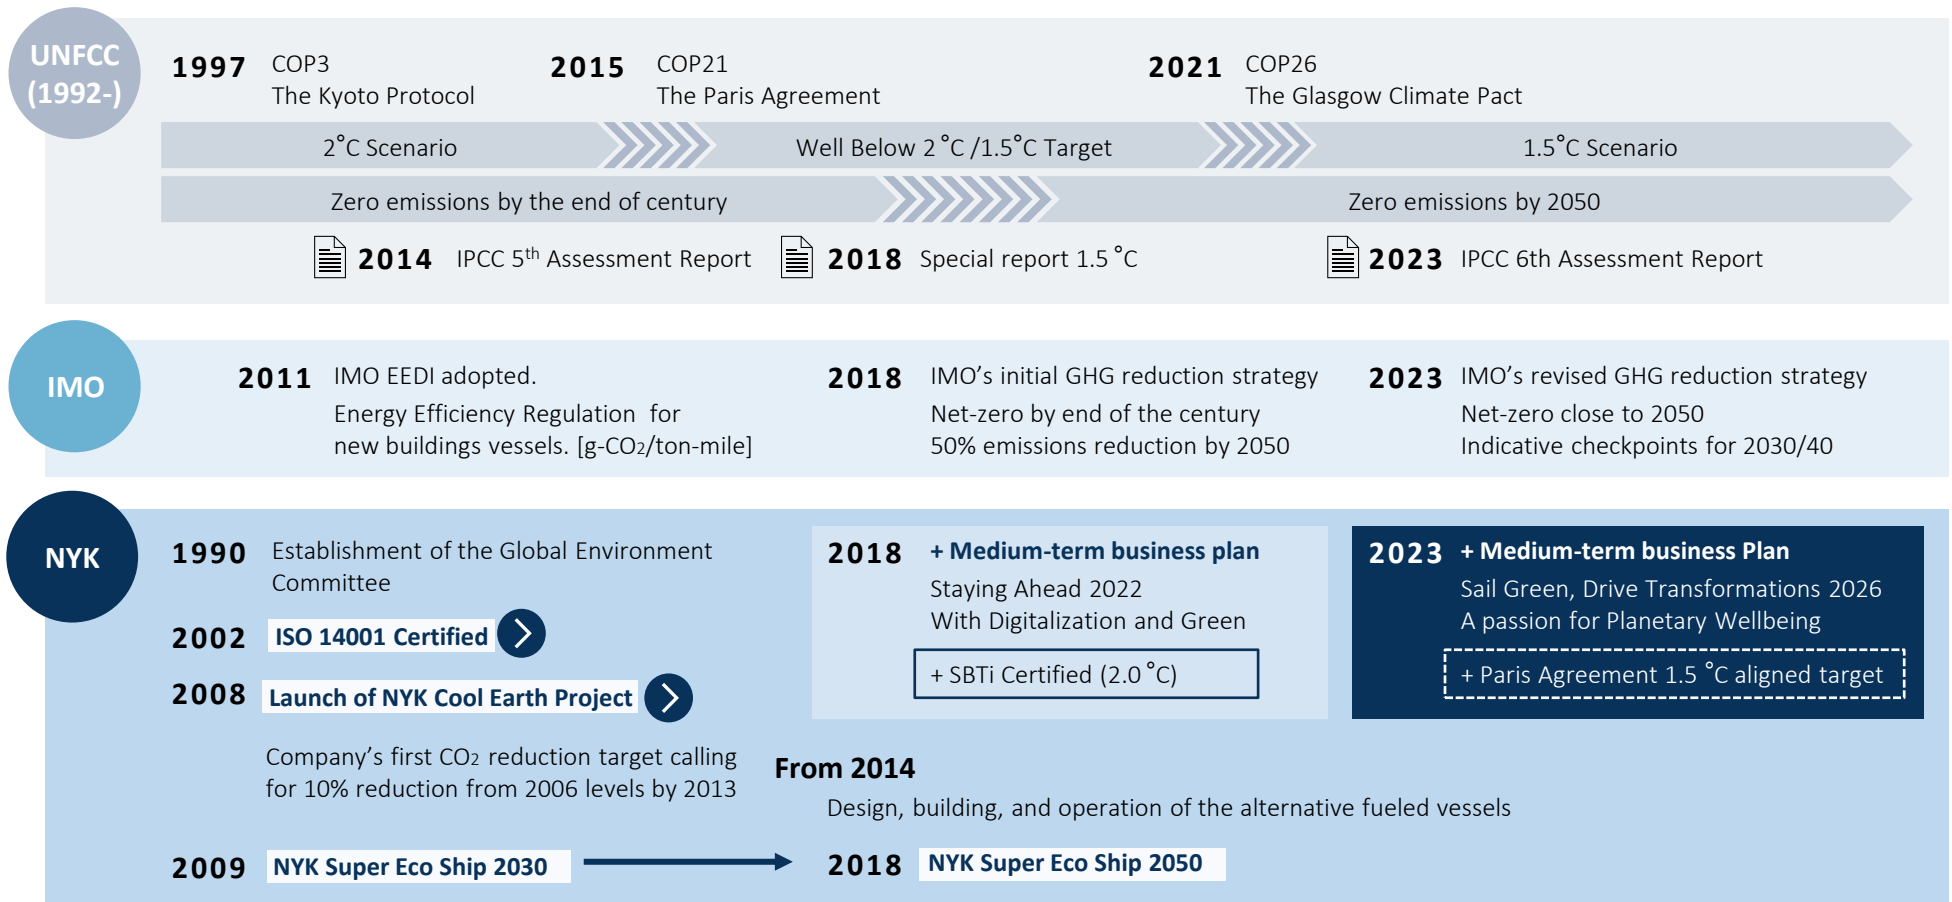 UNFCC
(1992-)
1997 COP3
The Kyoto Protocol
2015 COP21
The Paris Agreement
2021 COP26
The Glasgow Climate Pact
2°C Scenario
Well Below 2 °C /1.5°C Target
1.5°C Scenario
Zero emissions by the end of century
Zero emissions by 2050
2014 IPCC 5th Assessment Report
2018 Special report 1.5 °C
2023 IPCC 6th Assessment Report
IMO
2011 IMO EEDI adopted.
Energy Efficiency Regulation for
new buildings vessels. [g-CO2/ton-mile]
2018 IMO’s initial GHG reduction strategy
Net-zero by end of the century
50% emissions reduction by 2050
2023 IMO’s revised GHG reduction strategy
Net-zero close to 2050
Indicative checkpoints for 2030/40
NYK
1990 Establishment of the Global Environment
Committee
2002 ISO 14001 Certified
2008 Launch of NYK Cool Earth Project
Company’s first CO2 reduction target calling
for 10% reduction from 2006 levels by 2013
2009 NYK Super Eco Ship 2030
2018 + Medium-term business plan
Staying Ahead 2022
With Digitalization and Green
+ SBTi Certified (2.0 °C)
2023 + Medium-term business Plan
Sail Green, Drive Transformations 2026
A passion for Planetary Wellbeing
+ Paris Agreement 1.5 °C aligned target
From 2014
Design, building, and operation of the alternative fueled vessels
2018 NYK Super Eco Ship 2050